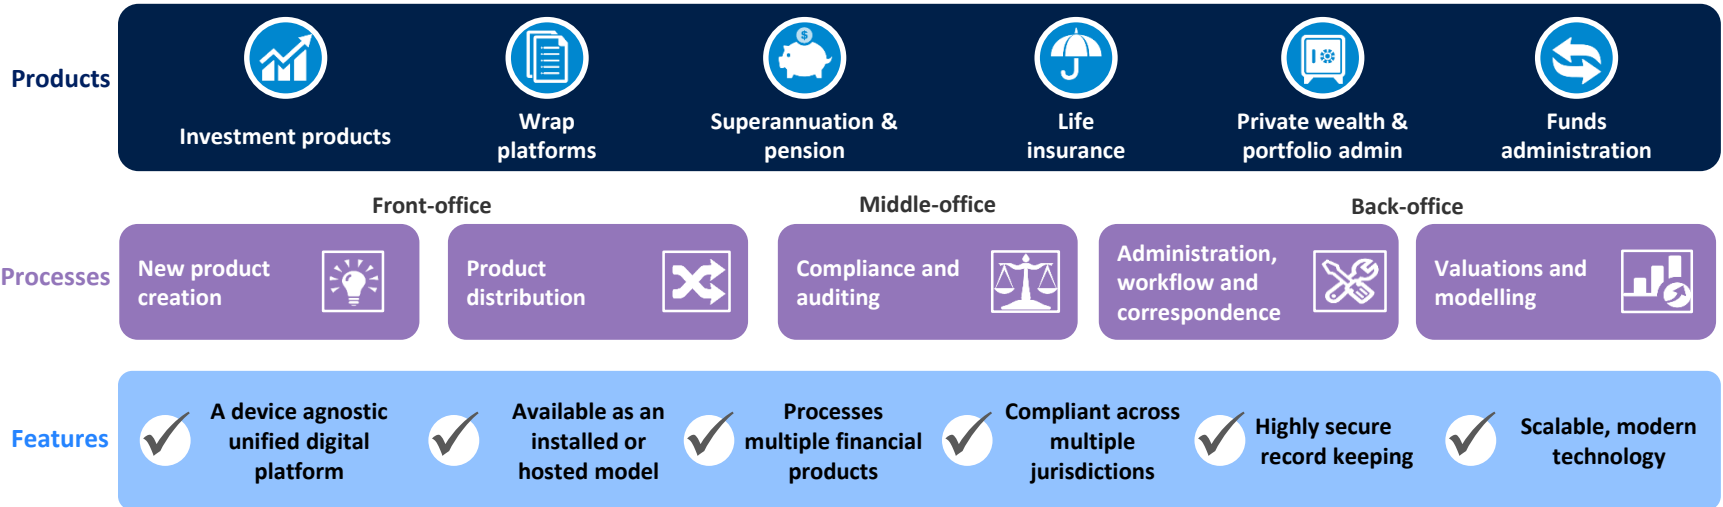 Products
Investment products
Wrap
platforms
Superannuation &
pension
Life
insurance
Private wealth &
portfolio admin
Funds
administration
Front-office
Middle-office
Back-office
Processes
New product
creation
Product
distribution
Compliance and
auditing
Administration,
workflow and
correspondence
Valuations and
modelling
Features
A device agnostic
unified digital
platform
Available as an
installed or
hosted model
Processes
multiple financial
products
Compliant across
multiple
jurisdictions
Highly secure
record keeping
Scalable, modern
technology